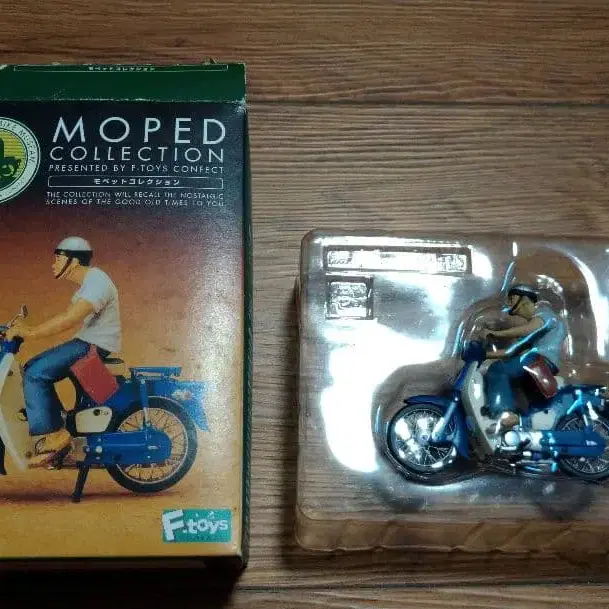 モペットコレクション
MOPED
COLLECTION
PRESENTED BY F-TOYS CONFECT
モペットコレクション
THE COLLECTION WILL RECALL THE NOSTALGIC
SCENES OF THE GOOD OLD TIMES TO YOU.
F-toys